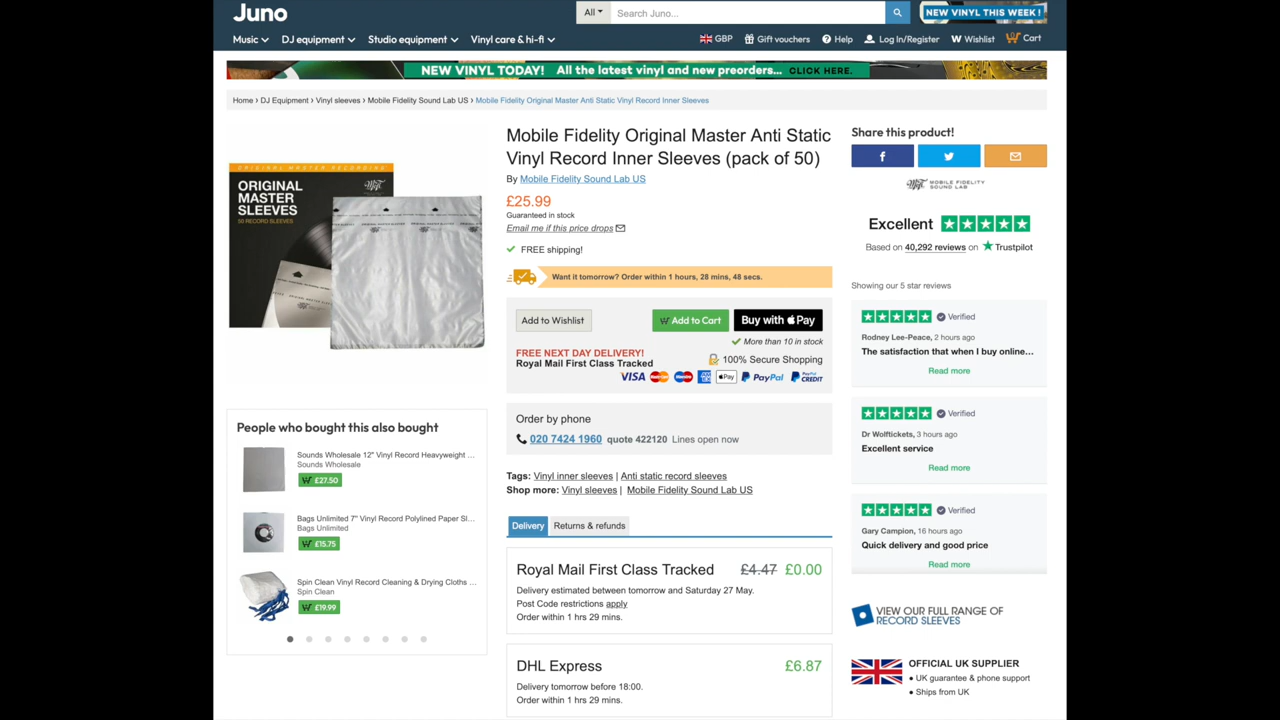 Juno
All
Search Juno...
NEW VINYL THIS WEEK !
Music
DJ equipment
Studio equipment
Vinyl care & hi-fi
GBP
Gift vouchers
Help
Log In/Register
Wishlist
Cart
NEW VINYL TODAY! All the latest vinyl and new preorders... CLICK HERE.
Home › DJ Equipment › Vinyl sleeves › Mobile Fidelity Sound Lab US › Mobile Fidelity Original Master Anti Static Vinyl Record Inner Sleeves
ORIGINAL MASTER RECORDING
ORIGINAL
MASTER
SLEEVES
50 RECORD SLEEVES
Mobile Fidelity Original Master Anti Static
Vinyl Record Inner Sleeves (pack of 50)
By Mobile Fidelity Sound Lab US
£25.99
Guaranteed in stock
Email me if this price drops
FREE shipping!
Want it tomorrow? Order within 1 hours, 28 mins, 48 secs.
Add to Wishlist
Add to Cart
Buy with Pay
More than 10 in stock
FREE NEXT DAY DELIVERY!
Royal Mail First Class Tracked
100% Secure Shopping
VISA
Pay
PayPal
PayPal
CREDIT
Order by phone
020 7424 1960 quote 422120 Lines open now
Tags: Vinyl inner sleeves | Anti static record sleeves
Shop more: Vinyl sleeves | Mobile Fidelity Sound Lab US
Delivery
Returns & refunds
Royal Mail First Class Tracked £4.47 £0.00
Delivery estimated between tomorrow and Saturday 27 May.
Post Code restrictions apply
Order within 1 hrs 29 mins.
DHL Express £6.87
Delivery tomorrow before 18:00.
Order within 1 hrs 29 mins.
People who bought this also bought
Sounds Wholesale 12" Vinyl Record Heavyweight ...
Sounds Wholesale
£27.50
Bags Unlimited 7" Vinyl Record Polylined Paper Sl...
Bags Unlimited
£15.75
Spin Clean Vinyl Record Cleaning & Drying Cloths ...
Spin Clean
£19.99
Share this product!
MOBILE FIDELITY
SOUND LAB
Excellent
Based on 40,292 reviews on Trustpilot
Showing our 5 star reviews
Verified
Rodney Lee-Peace, 2 hours ago
The satisfaction that when I buy online...
Read more
Verified
Dr Wolftickets, 3 hours ago
Excellent service
Read more
Verified
Gary Campion, 16 hours ago
Quick delivery and good price
Read more
VIEW OUR FULL RANGE OF
RECORD SLEEVES
OFFICIAL UK SUPPLIER
• UK guarantee & phone support
• Ships from UK